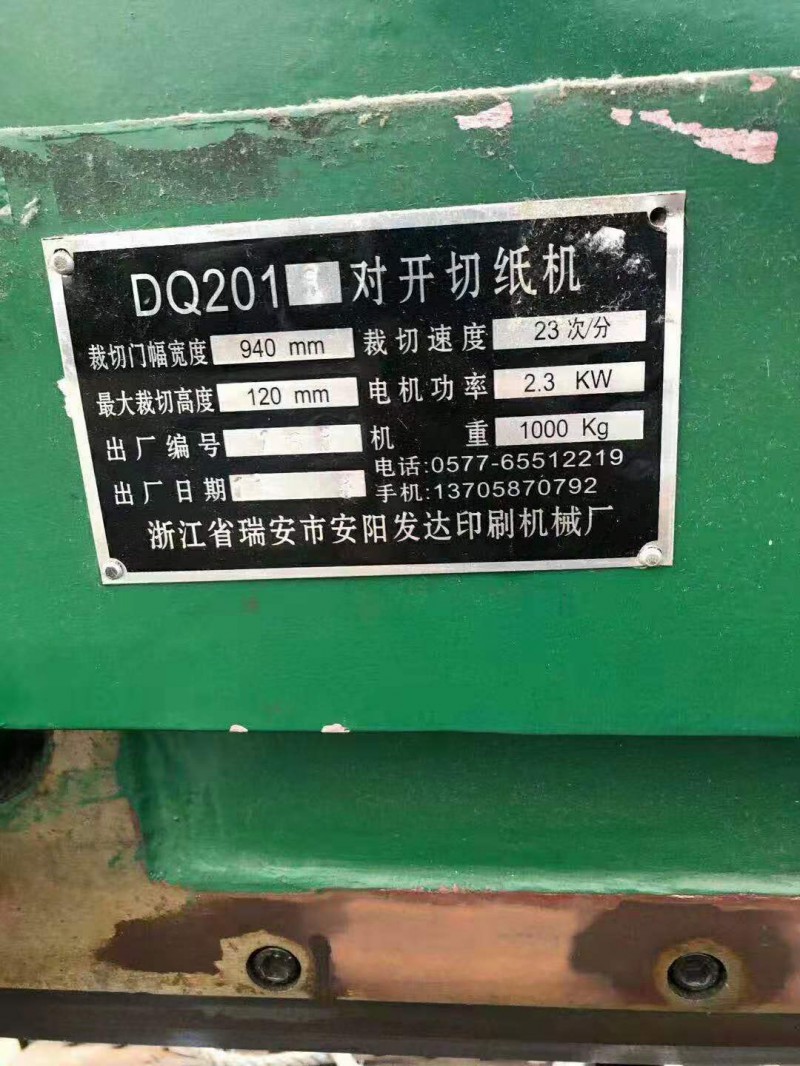 DQ201 对开切纸机
裁切门幅宽度 940 mm 裁切速度 23次/分
最大裁切高度 120 mm 电机功率 2.3 KW
出厂编号 机重 1000 Kg
出厂日期 电话:0577-65512219
手机:13705870792
浙江省瑞安市安阳发达印刷机械厂